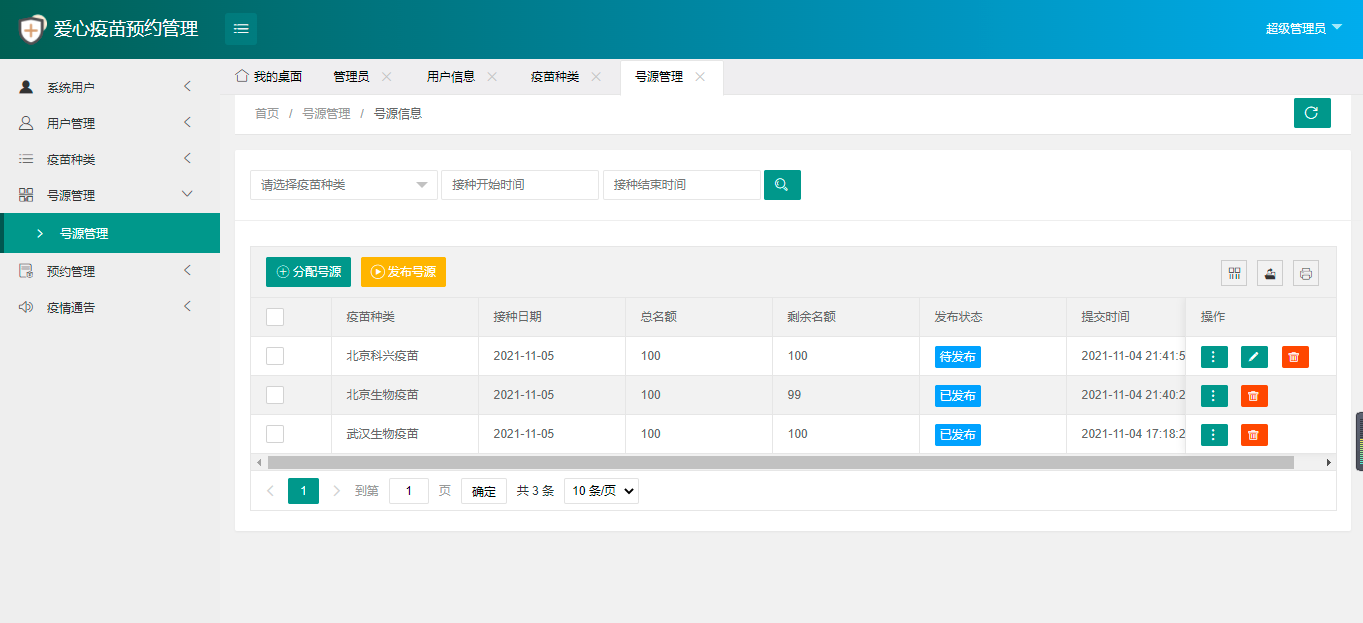 爱心疫苗预约管理
超级管理员
系统用户
用户管理
疫苗种类
号源管理
号源管理
预约管理
疫情通告
我的桌面 管理员 用户信息 疫苗种类 号源管理
首页 / 号源管理 / 号源信息
请选择疫苗种类 接种开始时间 接种结束时间
分配号源 发布号源
疫苗种类 接种日期 总名额 剩余名额 发布状态 提交时间 操作
北京科兴疫苗 2021-11-05 100 100 待发布 2021-11-04 21:41:5
北京生物疫苗 2021-11-05 100 99 已发布 2021-11-04 21:40:2
武汉生物疫苗 2021-11-05 100 100 已发布 2021-11-04 17:18:2
1 到第 1 页 确定 共 3 条 10 条/页